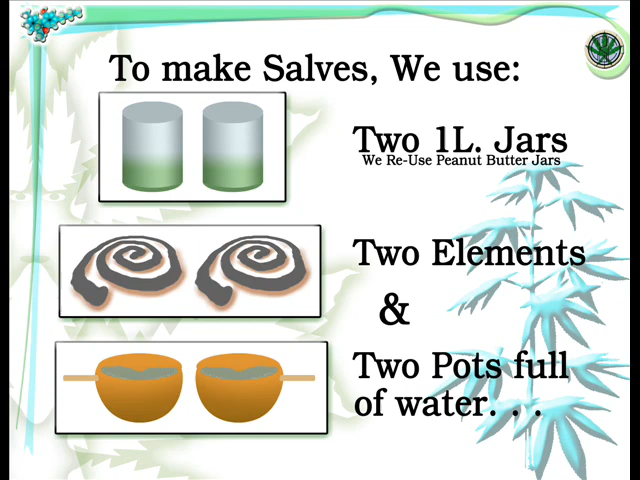 To make Salves, We use:
Two 1L. Jars
We Re-Use Peanut Butter Jars
Two Elements
&
Two Pots full
of water. . .